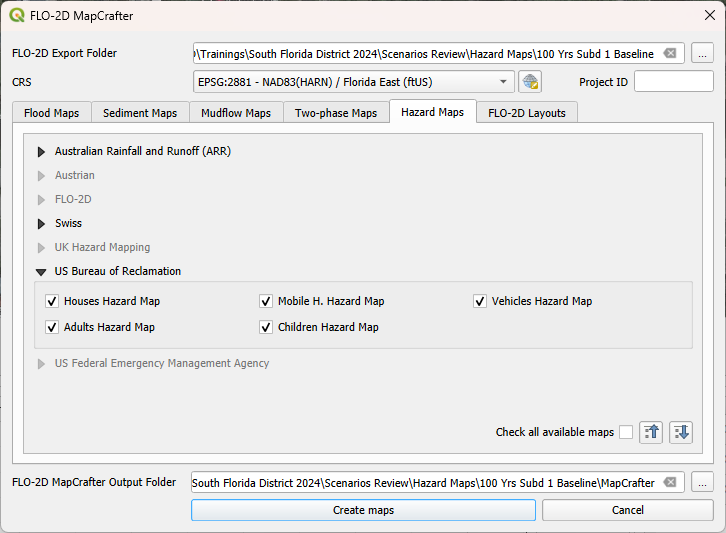 FLO-2D MapCrafter
FLO-2D Export Folder
)\Trainings\South Florida District 2024\Scenarios Review\Hazard Maps\100 Yrs Subd 1 Baseline
...
CRS
EPSG:2881 - NAD83(HARN) / Florida East (ftUS)
Project ID
Flood Maps
Sediment Maps
Mudflow Maps
Two-phase Maps
Hazard Maps
FLO-2D Layouts
Australian Rainfall and Runoff (ARR)
Austrian
FLO-2D
Swiss
UK Hazard Mapping
US Bureau of Reclamation
Houses Hazard Map
Mobile H. Hazard Map
Vehicles Hazard Map
Adults Hazard Map
Children Hazard Map
US Federal Emergency Management Agency
Check all available maps
FLO-2D MapCrafter Output Folder
South Florida District 2024\Scenarios Review\Hazard Maps\100 Yrs Subd 1 Baseline\MapCrafter
...
Create maps
Cancel